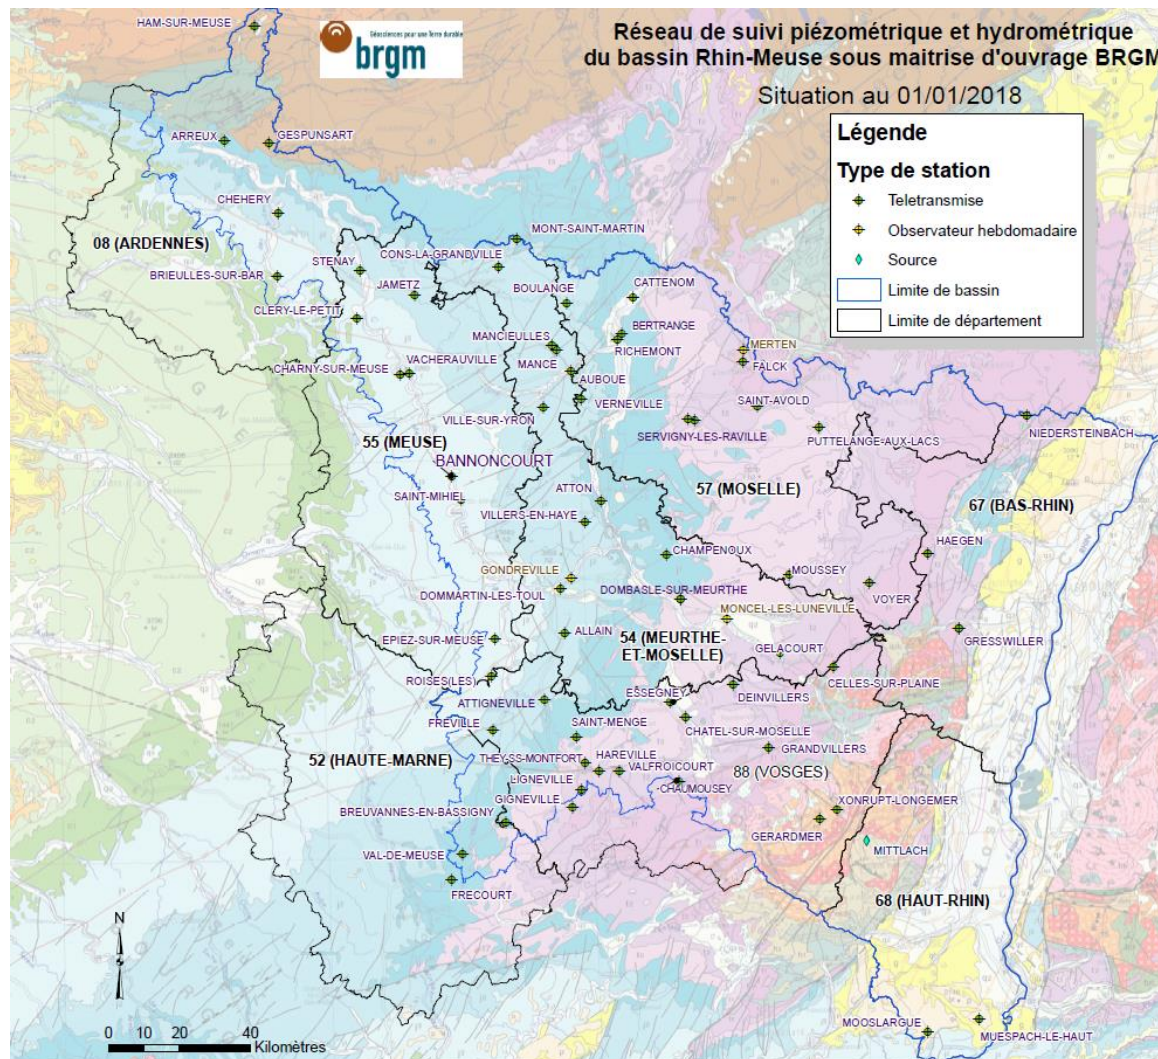 HAM-SUR-MEUSE
Géosciences pour une Terre durable
brgm
Réseau de suivi piézométrique et hydrométrique
du bassin Rhin-Meuse sous maitrise d'ouvrage BRGM
Situation au 01/01/2018
Légende
Type de station
Teletransmise
Observateur hebdomadaire
Source
Limite de bassin
Limite de département
ARREUX
GESPUNSART
CHEHERY
08 (ARDENNES)
MONT-SAINT-MARTIN
CONS-LA-GRANDVILLE
STENAY
BRIEULLES-SUR-BAR
JAMETZ
BOULANGE
CATTENOM
CLERY-LE-PETIT
BERTRANGE
MANCIEULLES
RICHEMONT
MERTEN
VACHERAUVILLE
MANCE
FALCK
CHARNY-SUR-MEUSE
AUBOUE
VERNEVILLE
SAINT-AVOLD
VILLE-SUR-YRON
SERVIGNY-LES-RAVILLE
NIEDERSTEINBACH
PUTTELANGE-AUX-LACS
55 (MEUSE)
BANNONCOURT
57 (MOSELLE)
SAINT-MIHIEL
ATTON
67 (BAS-RHIN)
VILLERS-EN-HAYE
HAEGEN
CHAMPENOUX
GONDREVILLE
MOUSSEY
DOMMARTIN-LES-TOUL
DOMBASLE-SUR-MEURTHE
VOYER
MONCEL-LES-LUNEVILLE
EPIEZ-SUR-MEUSE
ALLAIN
54 (MEURTHE-
ET-MOSELLE)
GELACOURT
GRESSWILLER
ROISES(LES)
CELLES-SUR-PLAINE
ATTIGNEVILLE
ESSEGNEY
DEINVILLERS
FREVILLE
SAINT-MENGE
CHATEL-SUR-MOSELLE
52 (HAUTE-MARNE)
THEY-SS-MONTFORT
HAREVILLE
GRANDVILLERS
VALFROICOURT
88 (VOSGES)
LIGNEVILLE
CHAUMOUSEY
GIGNEVILLE
BREUVANNES-EN-BASSIGNY
XONRUPT-LONGEMER
GERARDMER
VAL-DE-MEUSE
MITTLACH
FRECOURT
68 (HAUT-RHIN)
N
MOOSLARGUE
MUESPACH-LE-HAUT
0 10 20 40
Kilomètres